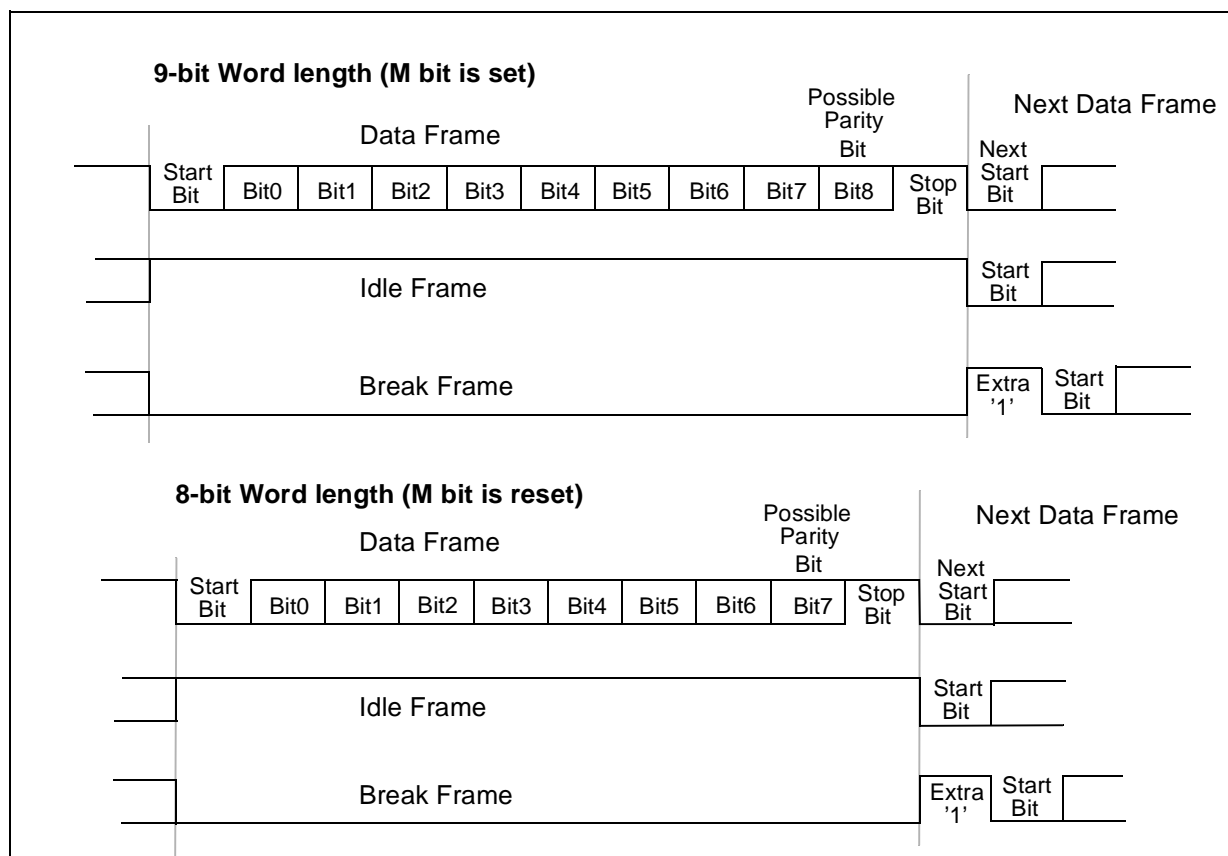 9-bit Word length (M bit is set)
Possible
Parity
Bit
Next Data Frame
Data Frame
Start
Bit
Bit0
Bit1
Bit2
Bit3
Bit4
Bit5
Bit6
Bit7
Bit8
Stop
Bit
Next
Start
Bit
Idle Frame
Start
Bit
Break Frame
Extra
'1'
Start
Bit
8-bit Word length (M bit is reset)
Possible
Parity
Bit
Next Data Frame
Data Frame
Start
Bit
Bit0
Bit1
Bit2
Bit3
Bit4
Bit5
Bit6
Bit7
Stop
Bit
Next
Start
Bit
Idle Frame
Start
Bit
Break Frame
Extra
'1'
Start
Bit